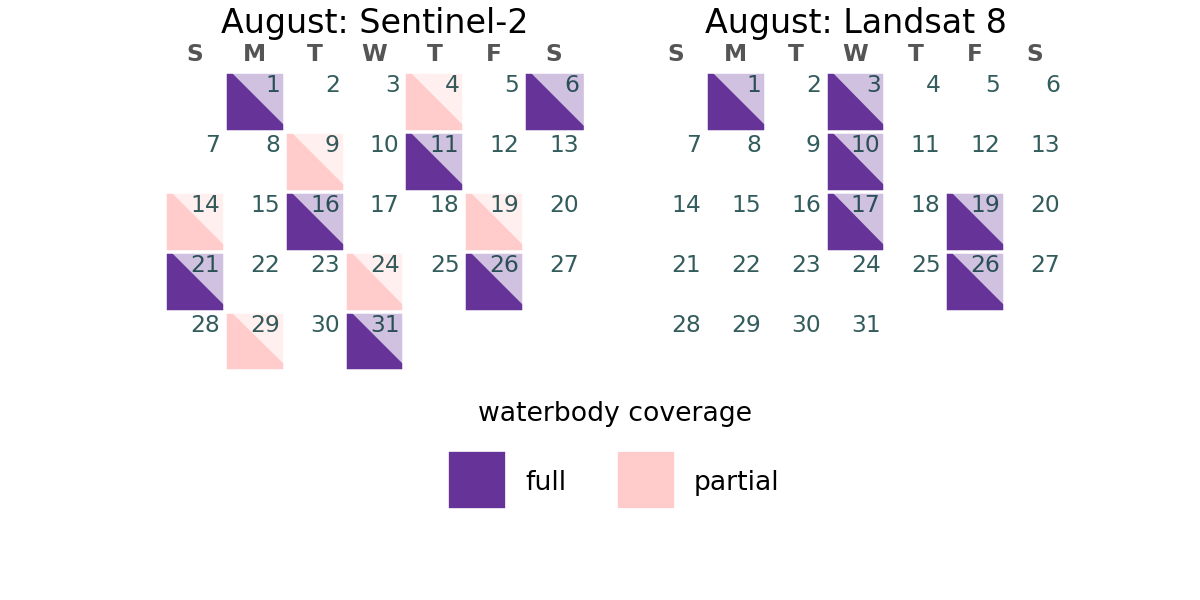 August: Sentinel-2
S M T W T F S
1 2 3 4 5 6
7 8 9 10 11 12 13
14 15 16 17 18 19 20
21 22 23 24 25 26 27
28 29 30 31
August: Landsat 8
S M T W T F S
1 2 3 4 5 6
7 8 9 10 11 12 13
14 15 16 17 18 19 20
21 22 23 24 25 26 27
28 29 30 31
waterbody coverage
full partial